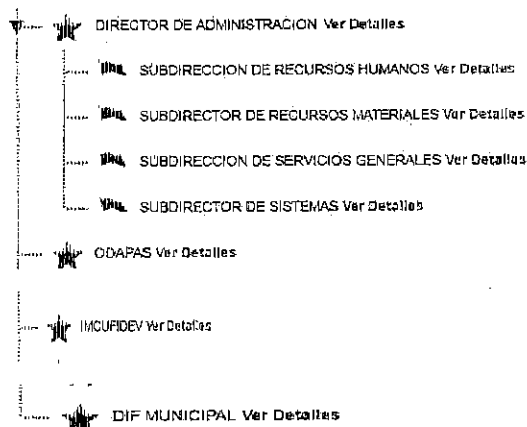 DIRECTOR DE ADMINISTRACION Ver Detalles
SUBDIRECCION DE RECURSOS HUMANOS Ver Detalles
SUBDIRECTOR DE RECURSOS MATERIALES Ver Detalles
SUBDIRECCION DE SERVICIOS GENERALES Ver Detalles
SUBDIRECTOR DE SISTEMAS Ver Detalles
ODAPAS Ver Detalles
IMCUFIDEV Ver Detalles
DIF MUNICIPAL Ver Detalles